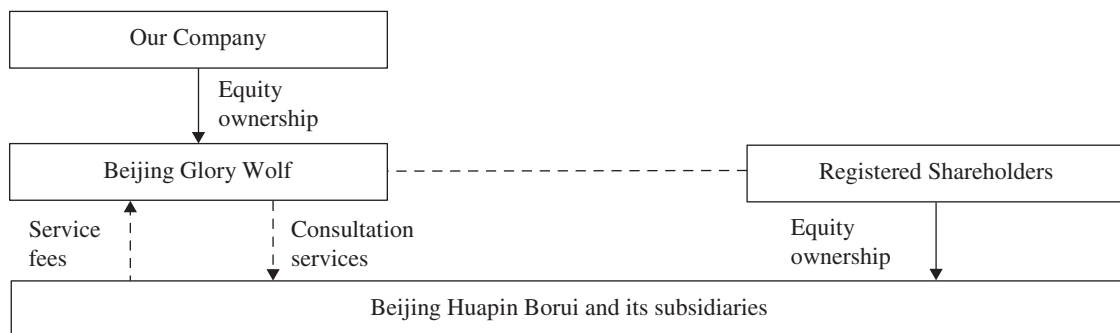 Our Company
Equity
ownership
Beijing Glory Wolf
Registered Shareholders
Service
fees
Consultation
services
Equity
ownership
Beijing Huapin Borui and its subsidiaries